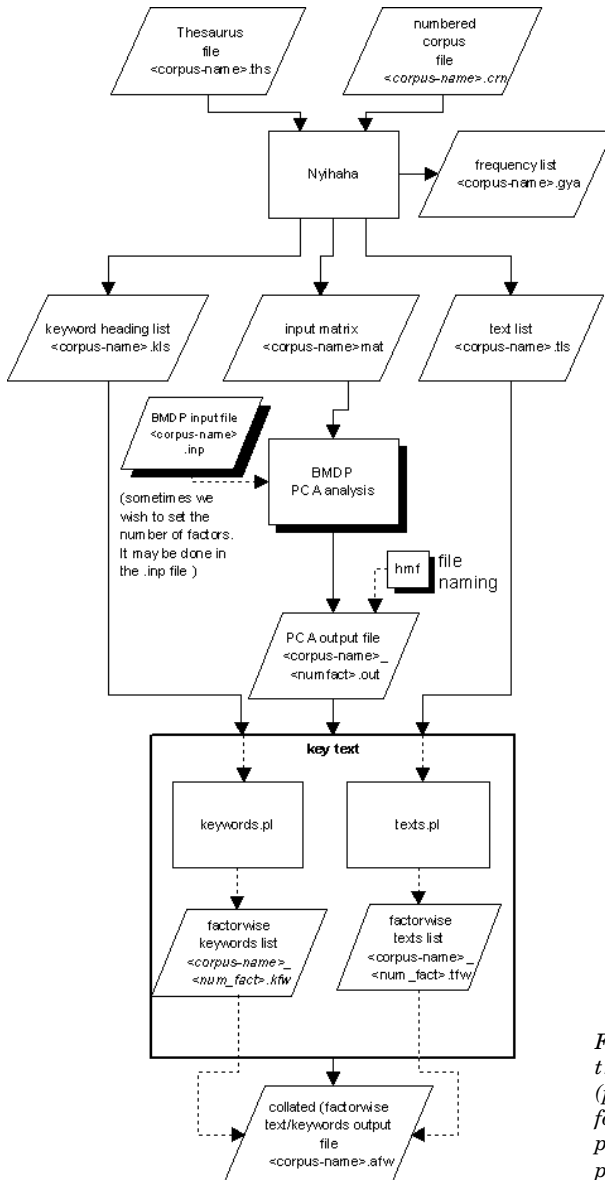 Thesaurus
file
<corpus-name>.ths
numbered
corpus
file
<corpus-name>.crn
Nyihaha
frequency list
<corpus-name>.gya
keyword heading list
<corpus-name>.kls
input matrix
<corpus-name>mat
text list
<corpus-name>.tls
BMDP input file
<corpus-name>
.inp
(sometimes we
wish to set the
number of factors.
It may be done in
the .inp file )
BMDP
PCA analysis
hmf
file
naming
PCA output file
<corpus-name>_
<numfact>.out
key text
keywords.pl
texts.pl
factorwise
keywords list
<corpus-name>_
<num_fact>.kfw
factorwise
texts list
<corpus-name>_
<num_fact>.tfw
collated (factorwise
text/keywords output
file
<corpus-name>.afw